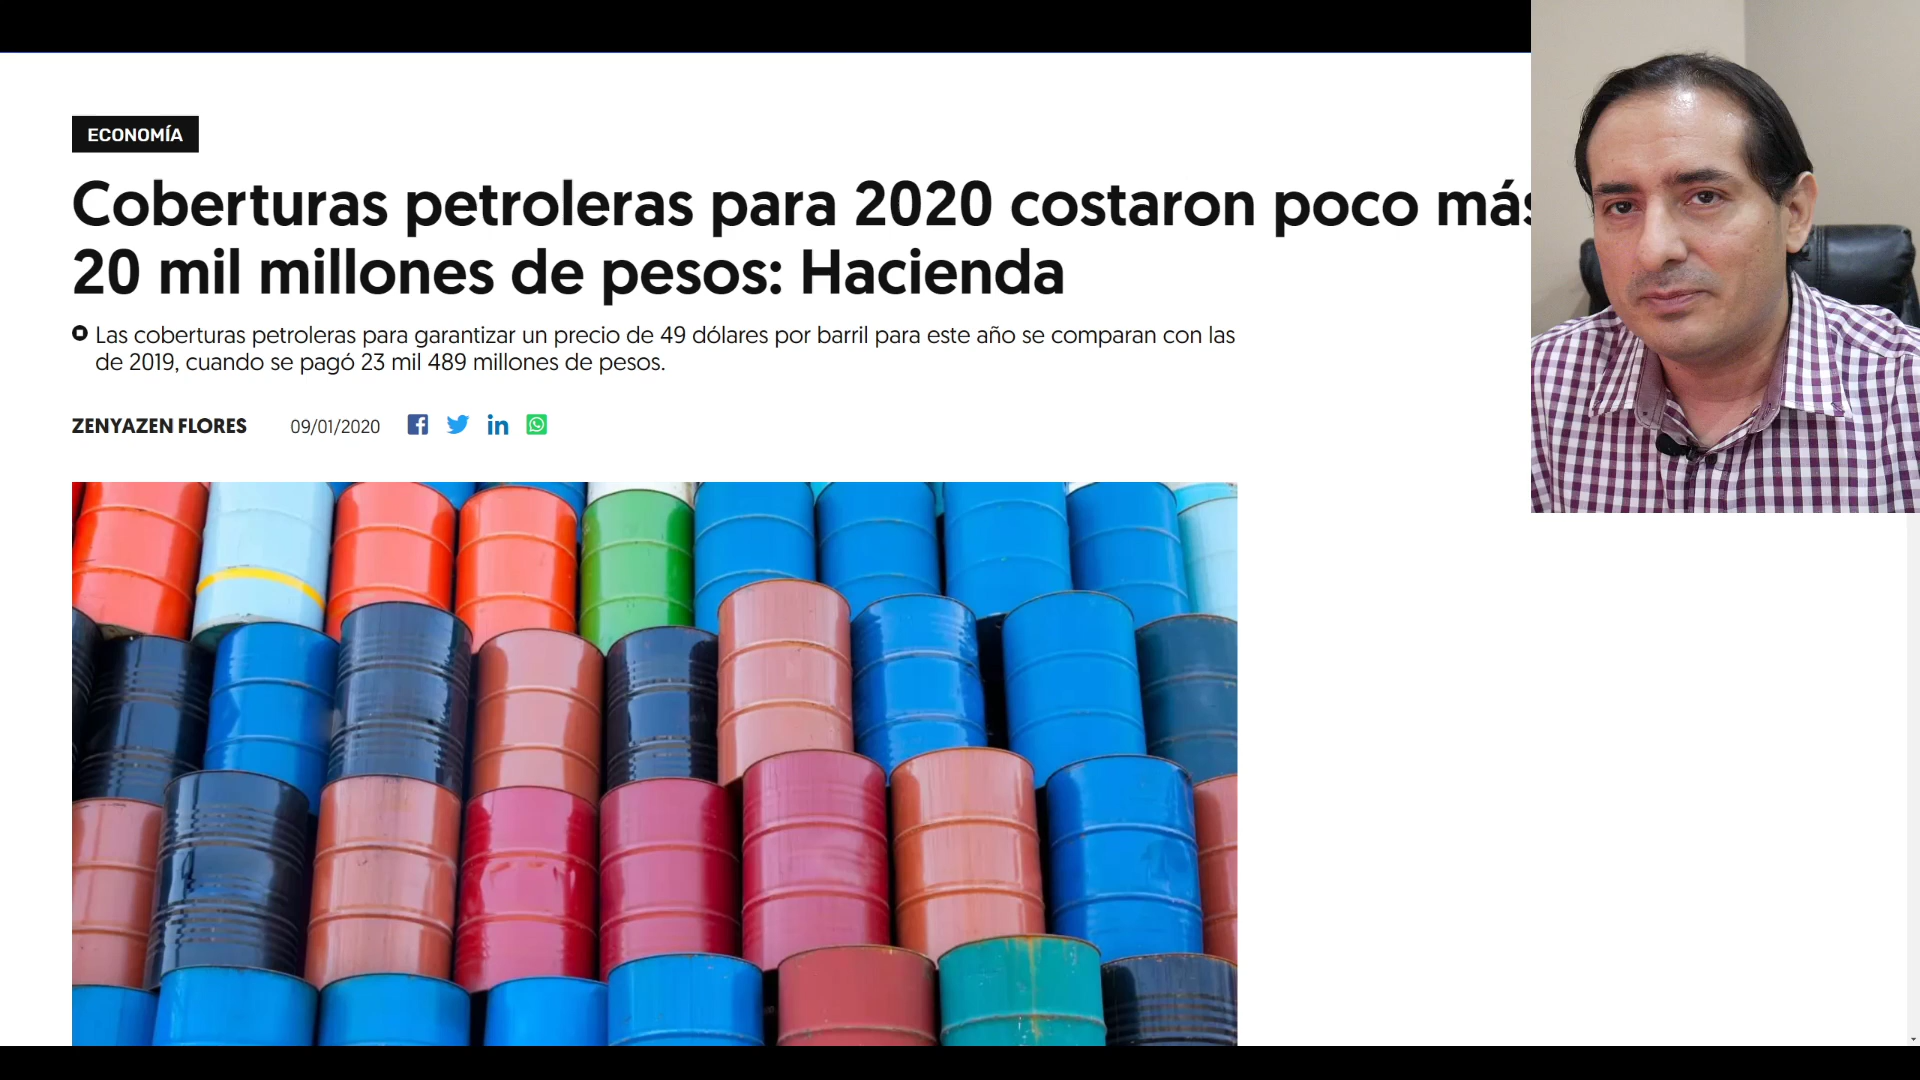 ECONOMÍA
Coberturas petroleras para 2020 costaron poco más
20 mil millones de pesos: Hacienda
Las coberturas petroleras para garantizar un precio de 49 dólares por barril para este año se comparan con las
de 2019, cuando se pagó 23 mil 489 millones de pesos.
ZENYAZEN FLORES 09/01/2020